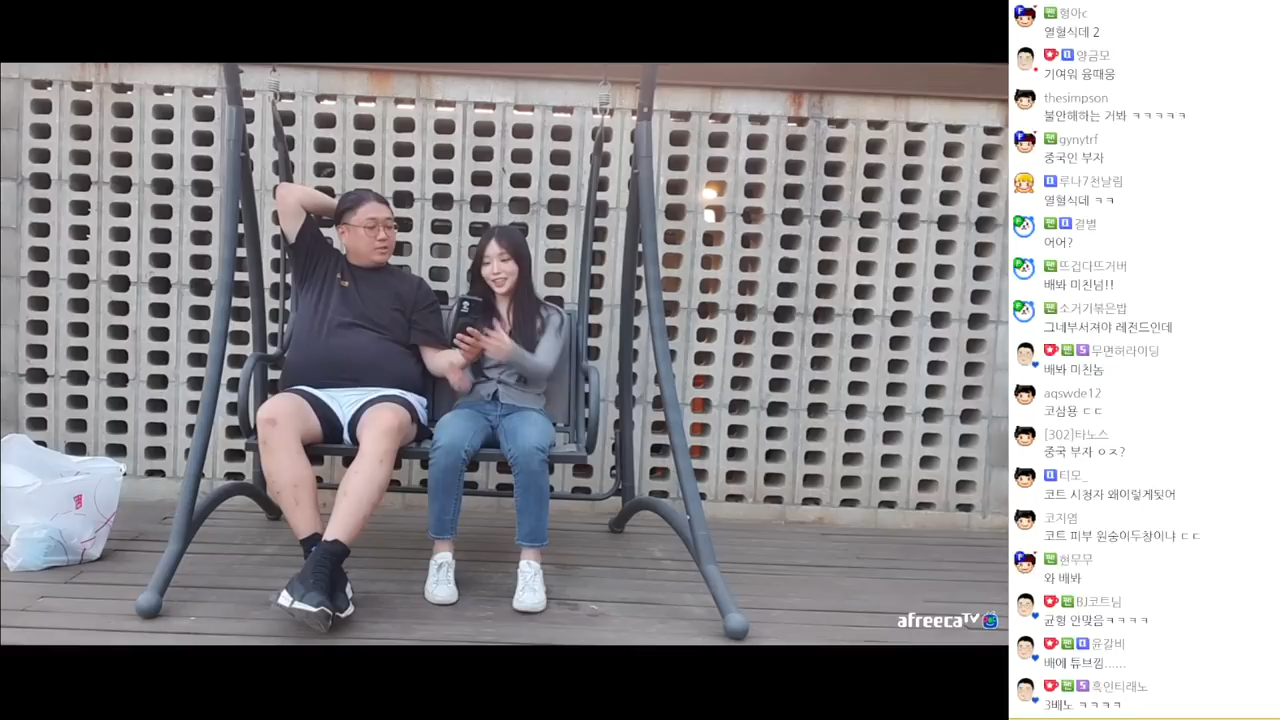 형아c
열혈식데 2
양금모
기여워 융때웅
thesimpson
불안해하는 거봐 ㅋㅋㅋㅋㅋ
gynytrf
중국인 부자
루나7천날림
열혈식데 ㅋㅋ
결별
어어?
뜨겁다뜨거버
배봐 미친넘!!
소거기볶은밥
그네부서져야 레전드인데
무면허라이딩
배봐 미친놈
aqswde12
코삼용 ㄷㄷ
[302]타노스
중국 부자 ㅇㅈ?
티모_
코트 시청자 왜이렇게됫어
코지염
코트 피부 원숭이두창이냐 ㄷㄷ
현무무
와 배봐
BJ코트님
균형 안맞음ㅋㅋㅋㅋ
윤갈비
배에 튜브낌......
흑인티래노
3배노 ㅋㅋㅋㅋ
afreecaTV